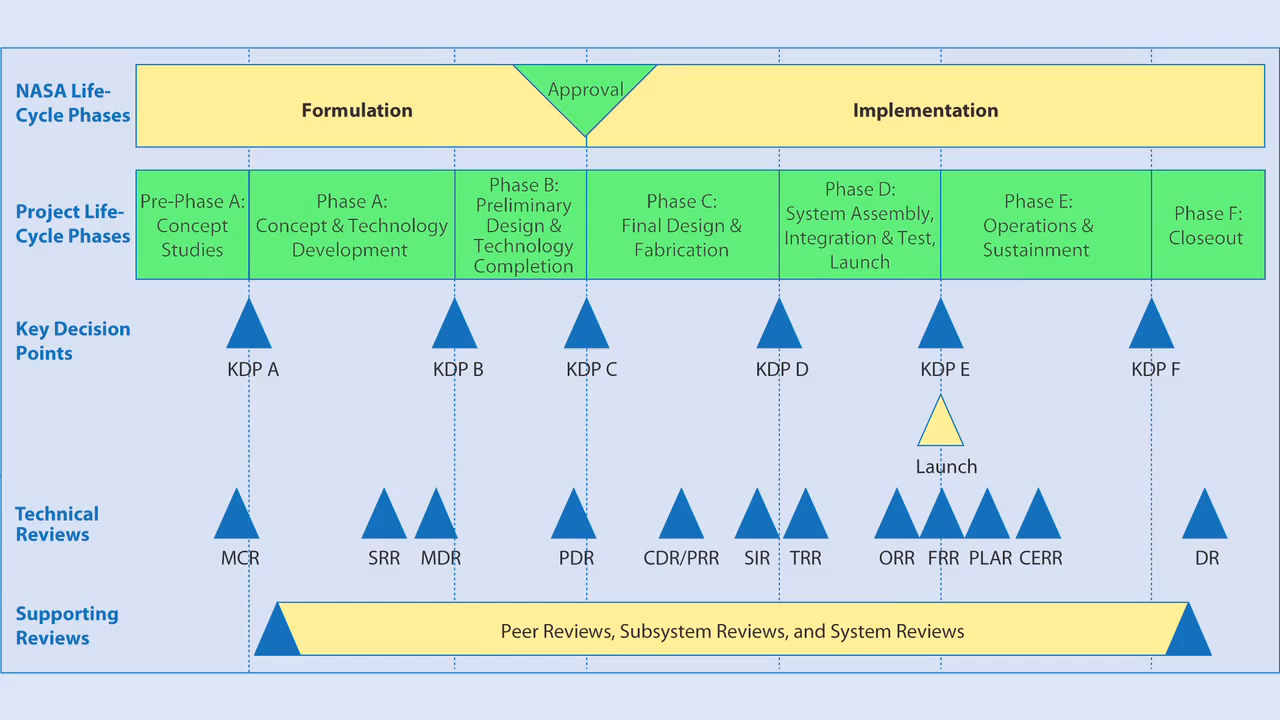 NASA Life-
Cycle Phases
Formulation
Approval
Implementation
Project Life-
Cycle Phases
Pre-Phase A:
Concept
Studies
Phase A:
Concept & Technology
Development
Phase B:
Preliminary
Design &
Technology
Completion
Phase C:
Final Design &
Fabrication
Phase D:
System Assembly,
Integration & Test,
Launch
Phase E:
Operations &
Sustainment
Phase F:
Closeout
Key Decision
Points
KDP A
KDP B
KDP C
KDP D
KDP E
KDP F
Launch
Technical
Reviews
MCR
SRR
MDR
PDR
CDR/PRR
SIR
TRR
ORR
FRR
PLAR
CERR
DR
Supporting
Reviews
Peer Reviews, Subsystem Reviews, and System Reviews